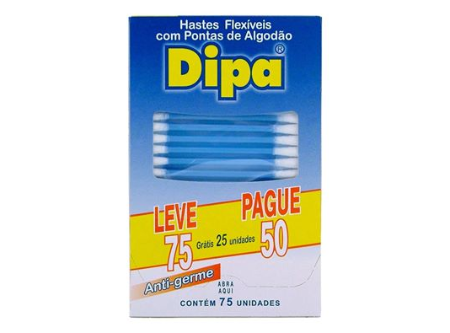 Hastes Flexíveis
com Pontas de Algodão
Dipa®
LEVE PAGUE
75 Grátis 25 unidades 50
Anti-germe
ABRA
AQUI
CONTÉM 75 UNIDADES